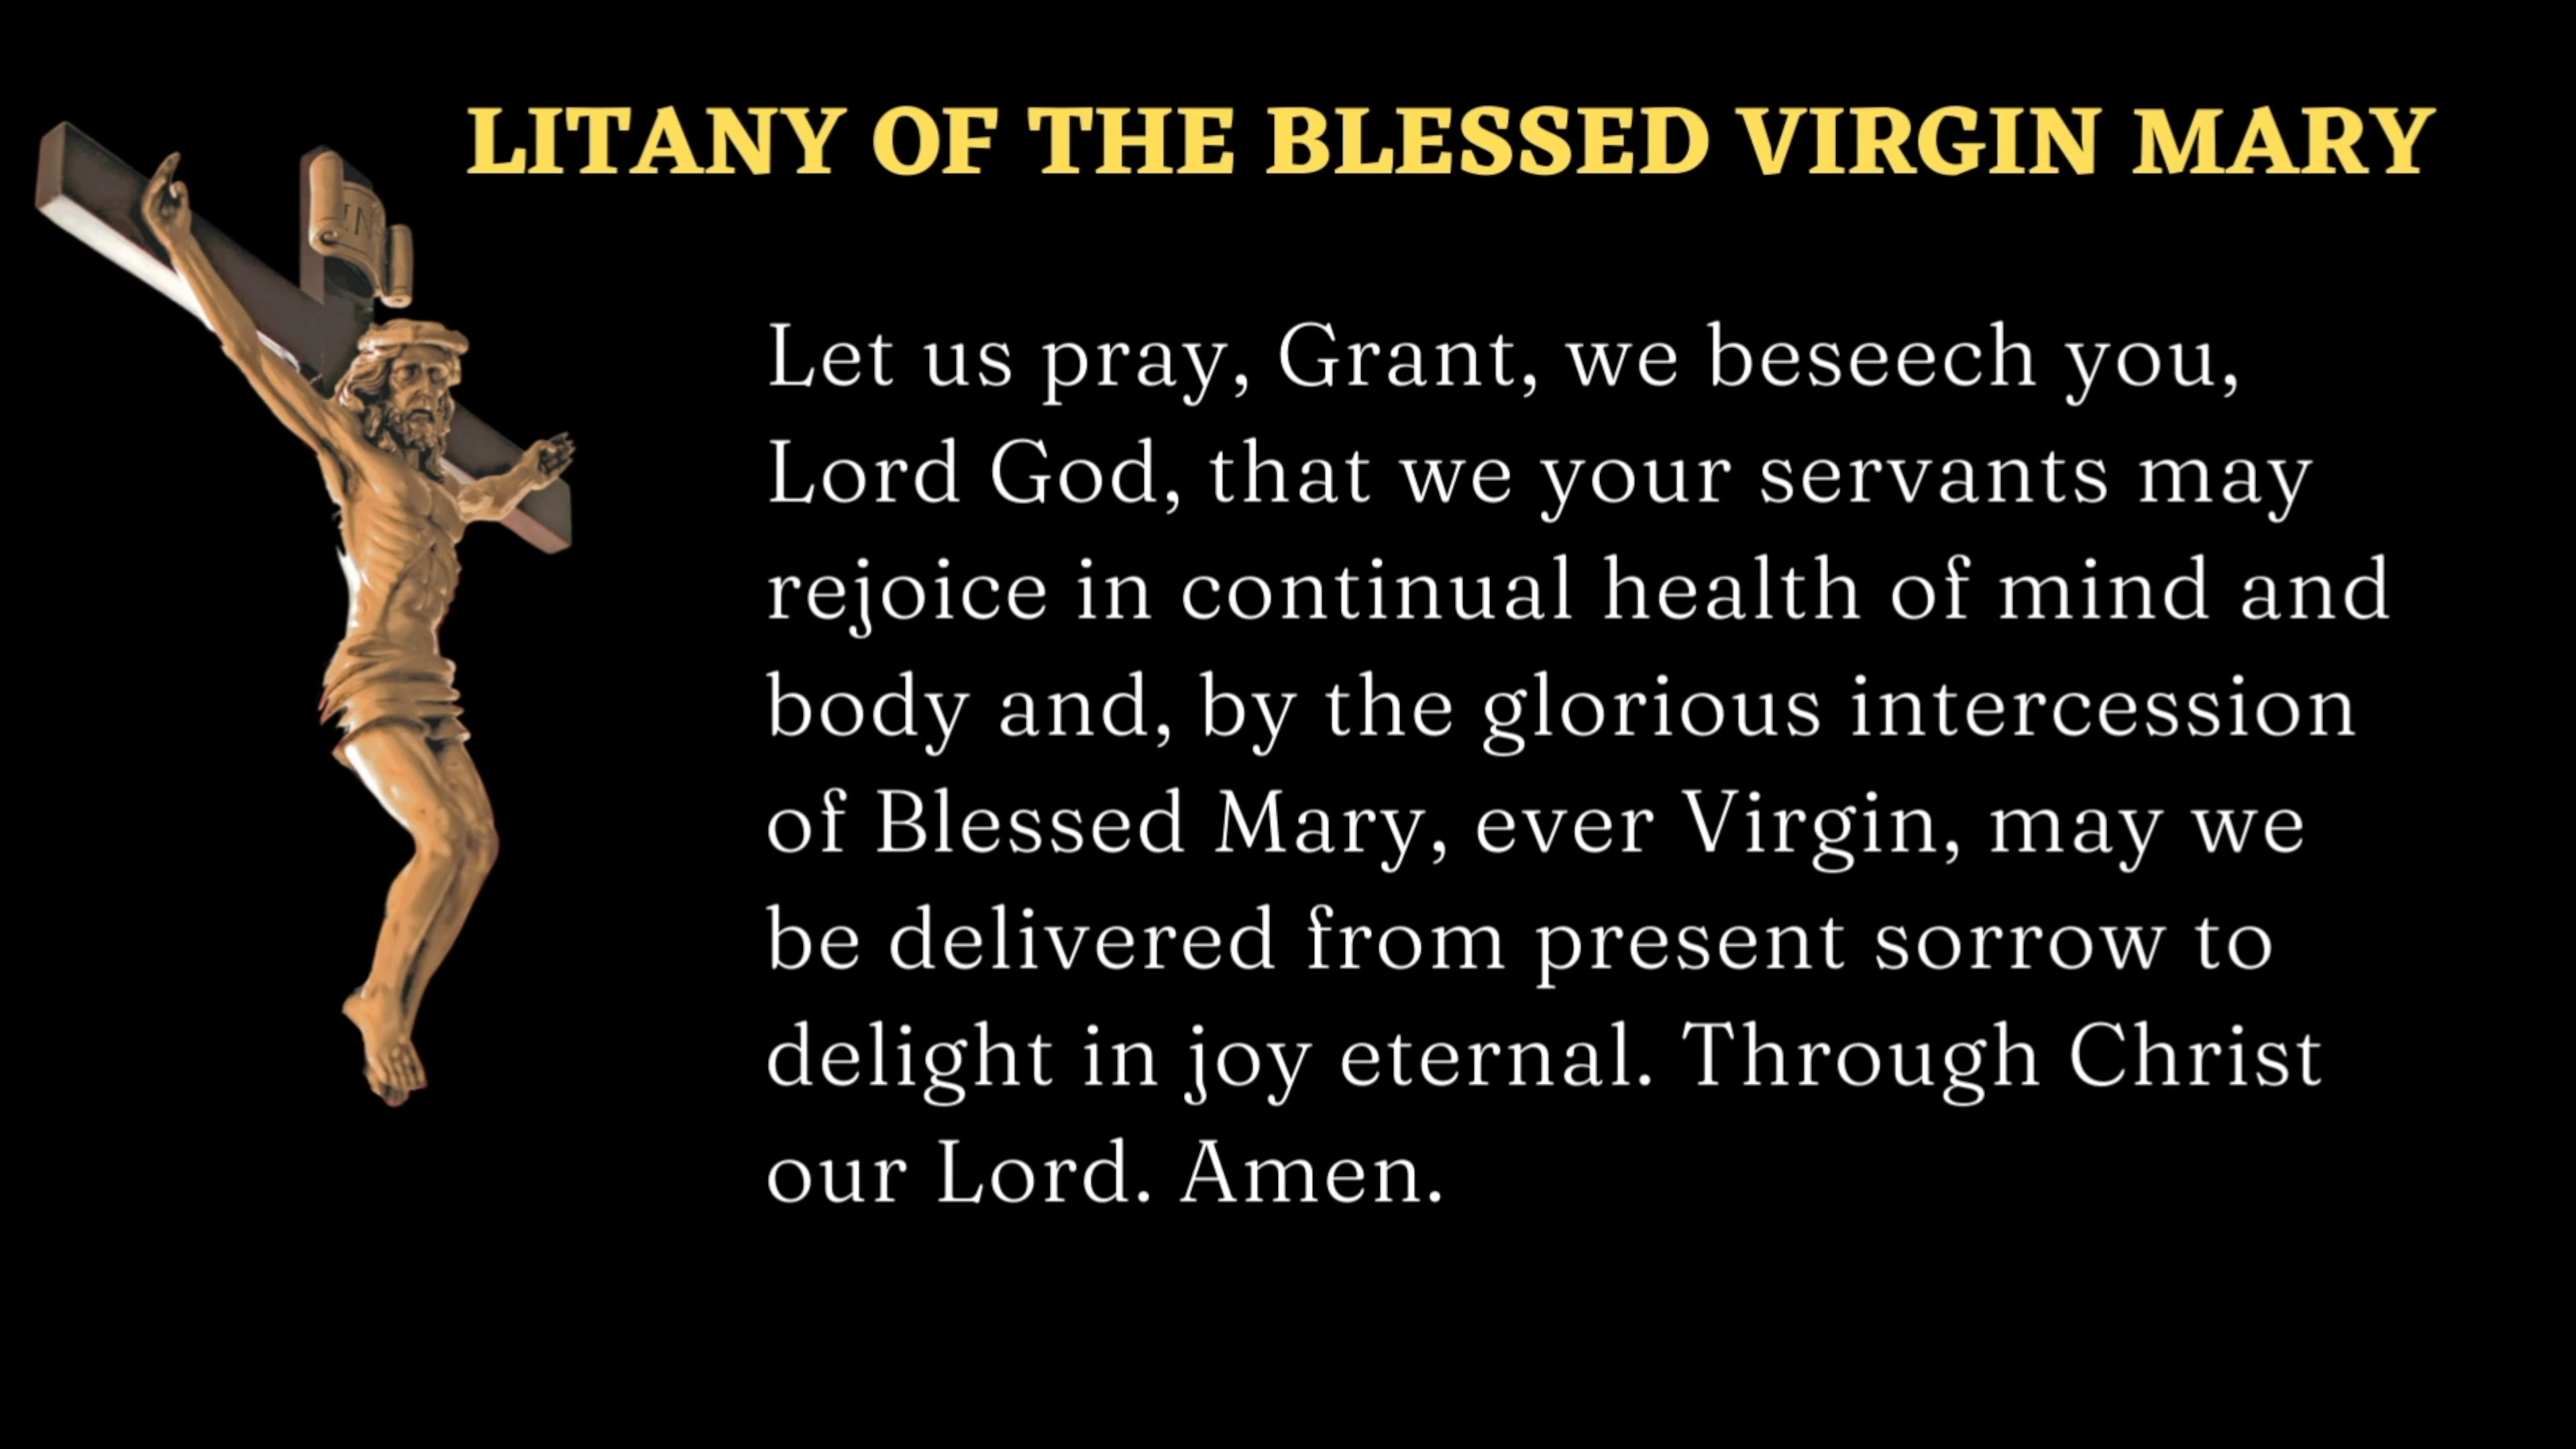 LITANY OF THE BLESSED VIRGIN MARY
Let us pray, Grant, we beseech you,
Lord God, that we your servants may
rejoice in continual health of mind and
body and, by the glorious intercession
of Blessed Mary, ever Virgin, may we
be delivered from present sorrow to
delight in joy eternal. Through Christ
our Lord. Amen.